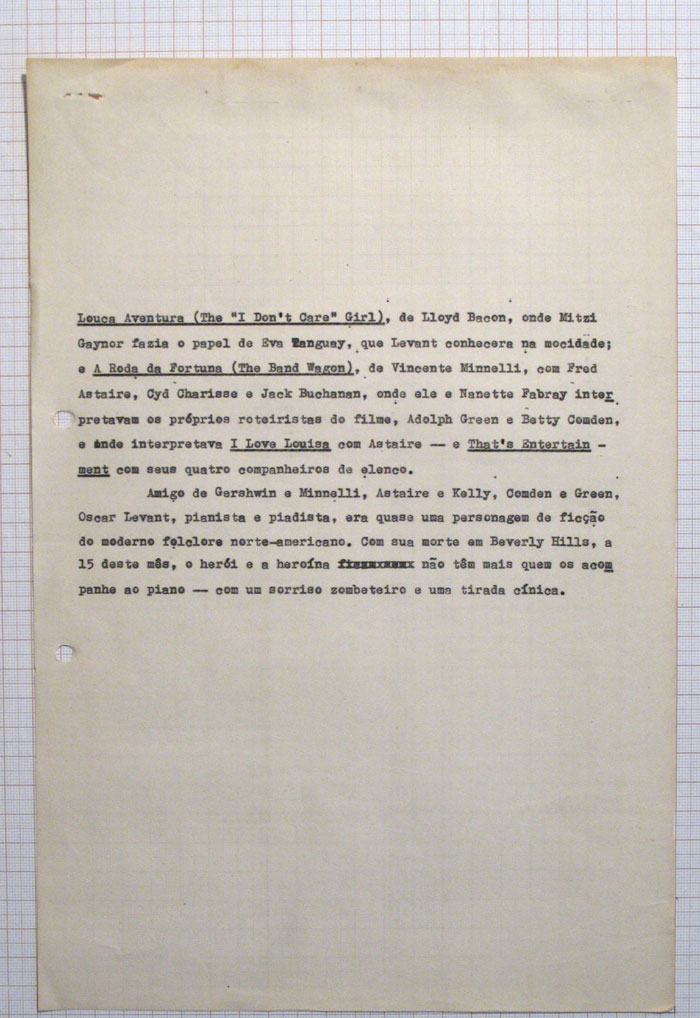 Louca Aventura (The "I Don't Care" Girl), de Lloyd Bacon, onde Mitzi
Gaynor fazia o papel de Eva Tanguay, que Levant conhecera na mocidade;
e A Roda da Fortuna (The Band Wagon), de Vincente Minnelli, com Fred
Astaire, Cyd Charisse e Jack Buchanan, onde ele e Nanette Fabray inter
pretavam os próprios roteiristas do filme, Adolph Green e Betty Comden,
e onde interpretava I Love Louisa com Astaire — e That's Entertain -
ment com seus quatro companheiros de elenco.
Amigo de Gershwin e Minnelli, Astaire e Kelly, Comden e Green,
Oscar Levant, pianista e piadista, era quase uma personagem de ficção
do moderno folclore norte-americano. Com sua morte em Beverly Hills, a
15 deste mês, o herói e a heroína não têm mais quem os acom
panhe ao piano — com um sorriso zombeteiro e uma tirada cínica.